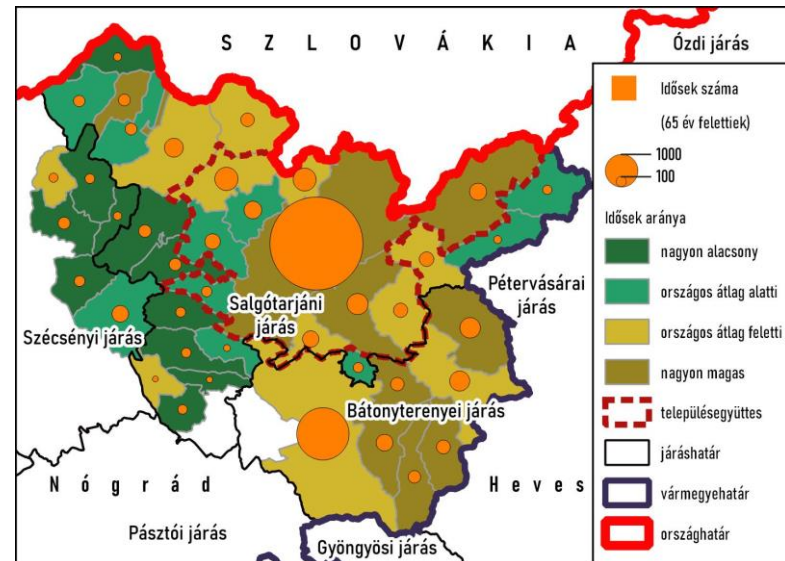 S Z L O V Á K I A
Ózdi járás
Pétervásárai
járás
Salgótarjáni
járás
Szécsényi járás
Bátonyterenyei járás
N ó g r á d
Heves
Pásztói járás
Gyöngyösi járás
Idősek száma
(65 év felettiek)
1000
100
Idősek aránya
nagyon alacsony
országos átlag alatti
országos átlag feletti
nagyon magas
településegyüttes
járáshatár
vármegyehatár
országhatár